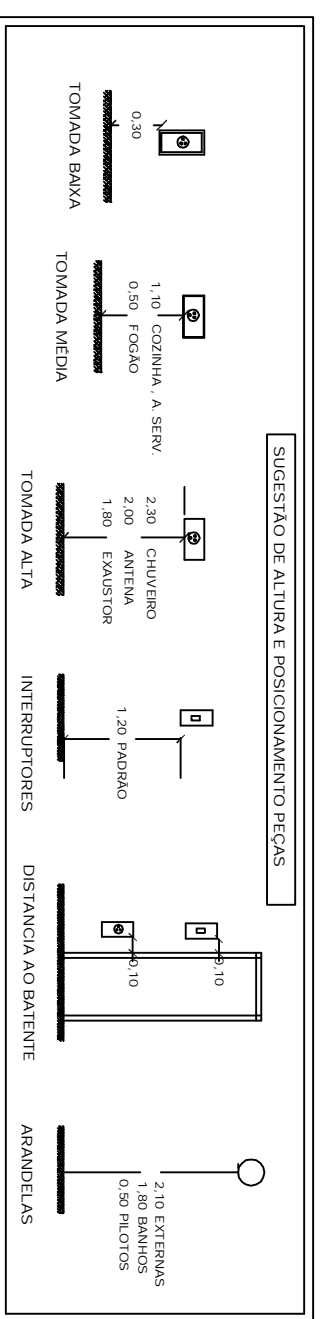 SUGESTÃO DE ALTURA E POSICIONAMENTO PEÇAS
0,30
TOMADA BAIXA
1,10 COZINHA , A. SERV.
0,50 FOGÃO
TOMADA MÉDIA
2,30 CHUVEIRO
2,00 ANTENA
1,80 EXAUSTOR
TOMADA ALTA
1,20 PADRÃO
INTERRUPTORES
0,10
0,10
DISTANCIA AO BATENTE
2,10 EXTERNAS
1,80 BANHOS
0,50 PILOTOS
ARANDELAS